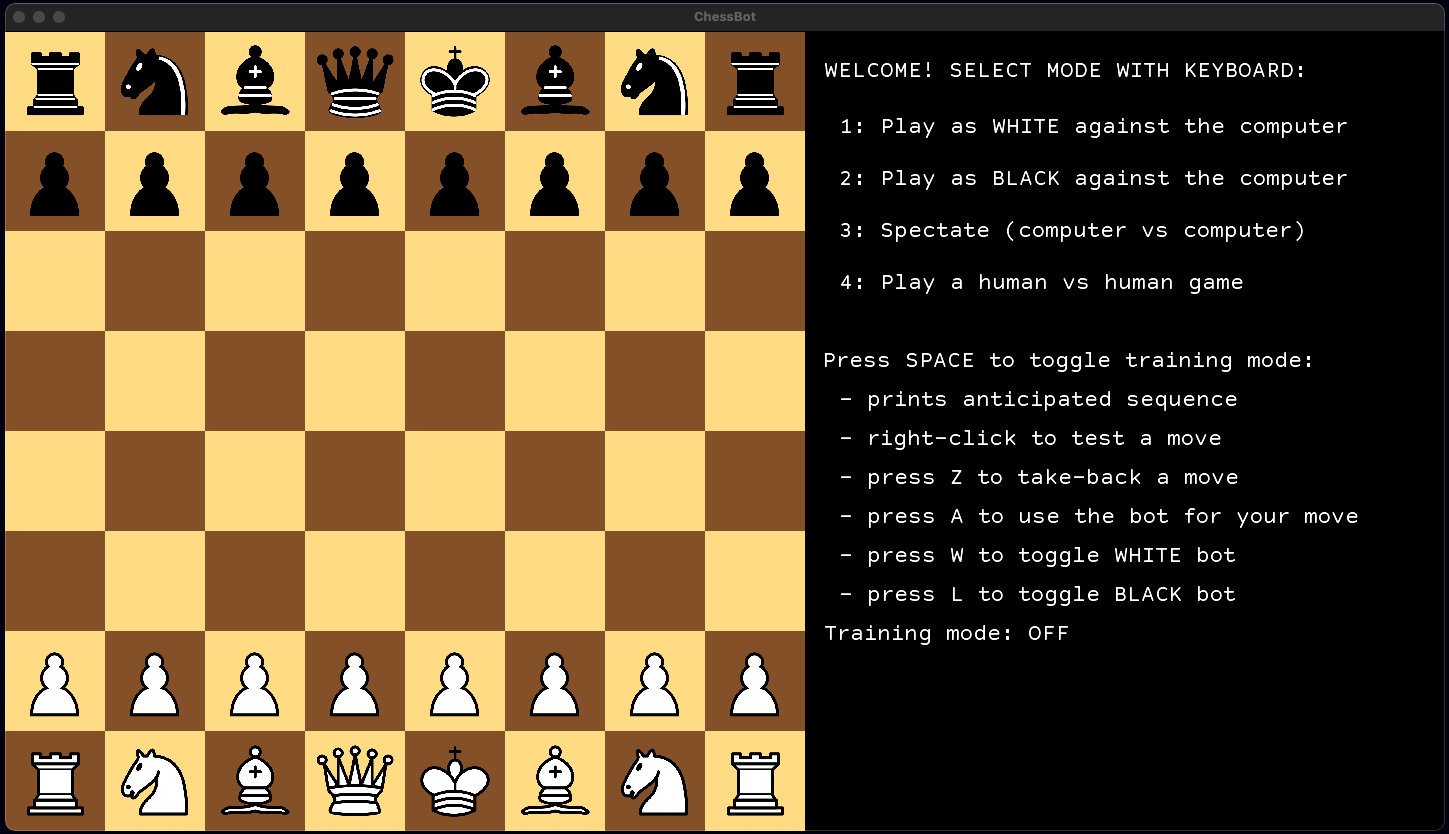 ChessBot
WELCOME! SELECT MODE WITH KEYBOARD:
1: Play as WHITE against the computer
2: Play as BLACK against the computer
3: Spectate (computer vs computer)
4: Play a human vs human game
Press SPACE to toggle training mode:
- prints anticipated sequence
- right-click to test a move
- press Z to take-back a move
- press A to use the bot for your move
- press W to toggle WHITE bot
- press L to toggle BLACK bot
Training mode: OFF